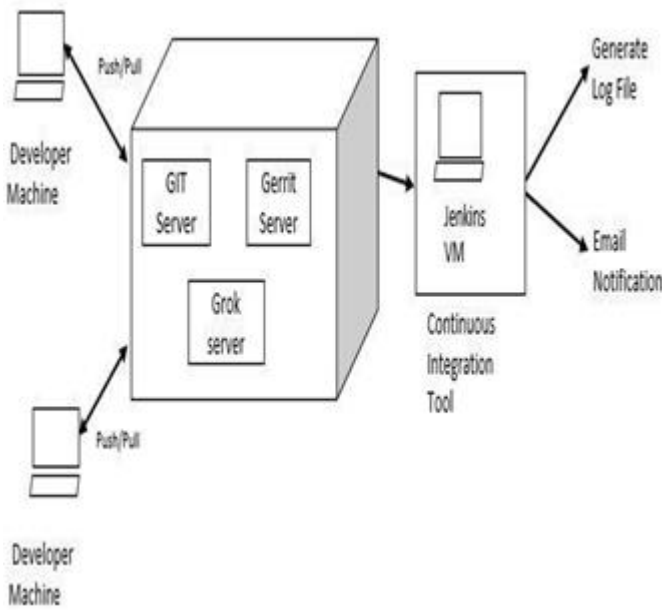 Push/Pull
Developer
Machine
GIT
Server
Gerrit
Server
Grok
server
Jenkins
VM
Continuous
Integration
Tool
Generate
Log File
Email
Notification
Push/Pull
Developer
Machine